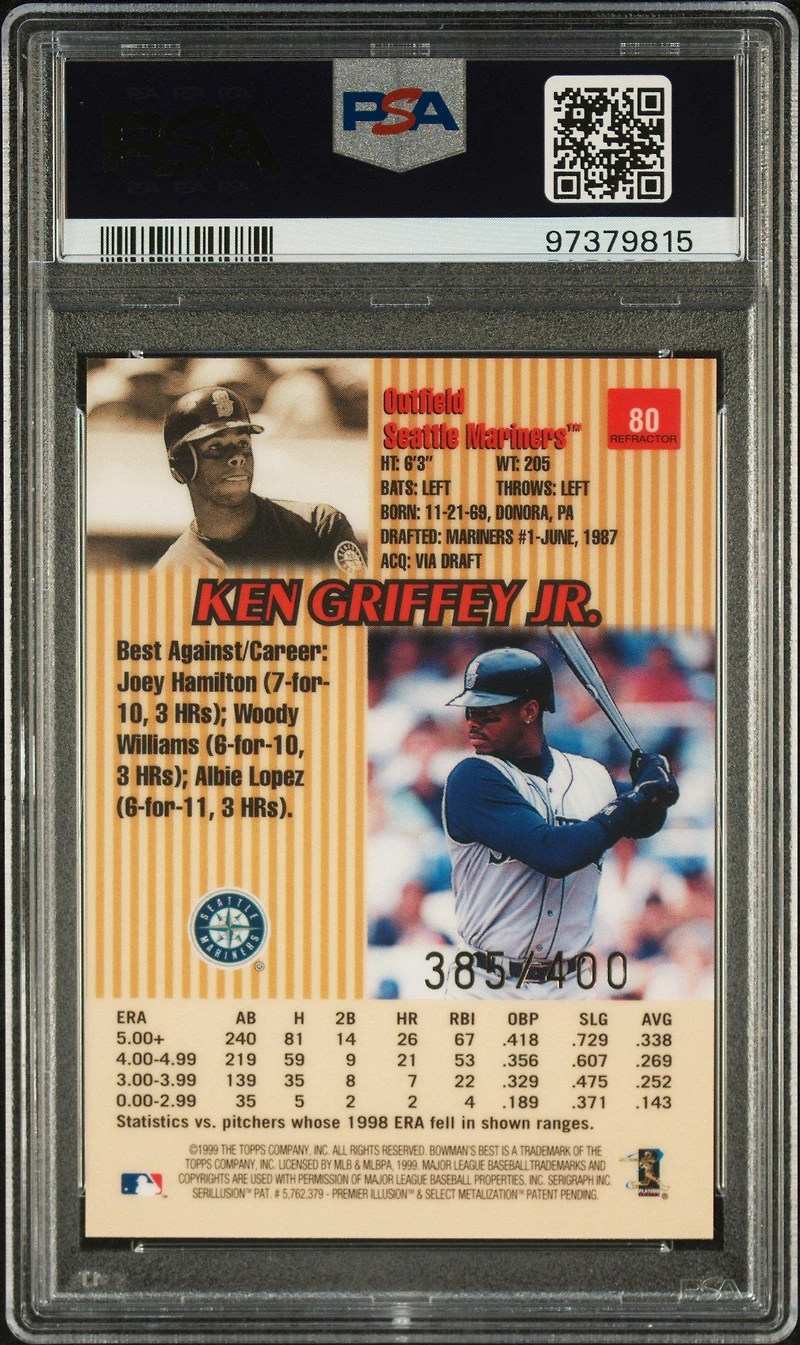 PSA
PSA
97379815
Outfield
Seattle Mariners™
80
REFRACTOR
HT: 6'3" WT: 205
BATS: LEFT THROWS: LEFT
BORN: 11-21-69, DONORA, PA
DRAFTED: MARINERS #1-JUNE, 1987
ACQ: VIA DRAFT
KEN GRIFFEY JR.
Best Against/Career:
Joey Hamilton (7-for-
10, 3 HRs); Woody
Williams (6-for-10,
3 HRs); Albie Lopez
(6-for-11, 3 HRs).
SEATTLE
MARINERS
®
385/400
ERA AB H 2B HR RBI OBP SLG AVG
5.00+ 240 81 14 26 67 .418 .729 .338
4.00-4.99 219 59 9 21 53 .356 .607 .269
3.00-3.99 139 35 8 7 22 .329 .475 .252
0.00-2.99 35 5 2 2 4 .189 .371 .143
Statistics vs. pitchers whose 1998 ERA fell in shown ranges.
©1999 THE TOPPS COMPANY, INC. ALL RIGHTS RESERVED. BOWMAN'S BEST IS A TRADEMARK OF THE
TOPPS COMPANY, INC. LICENSED BY MLB & MLBPA, 1999. MAJOR LEAGUE BASEBALL TRADEMARKS AND
COPYRIGHTS ARE USED WITH PERMISSION OF MAJOR LEAGUE BASEBALL PROPERTIES, INC. SERIGRAPH INC.
SERILLUSION™ PAT. # 5,762,379 - PREMIER ILLUSION™ & SELECT METALIZATION™ PATENT PENDING.
PLAYERS
®
PSA